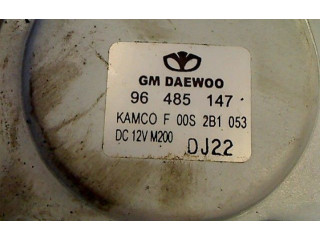 GM DAEWOO
96 485 147
KAMCO F 00S 2B1 053
DC 12V M200
DJ22